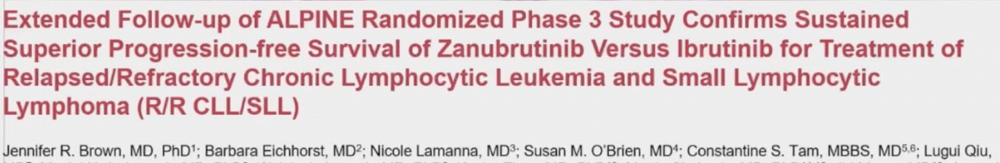 Extended Follow-up of ALPINE Randomized Phase 3 Study Confirms Sustained
Superior Progression-free Survival of Zanubrutinib Versus Ibrutinib for Treatment of
Relapsed/Refractory Chronic Lymphocytic Leukemia and Small Lymphocytic
Lymphoma (R/R CLL/SLL)
Jennifer R. Brown, MD, PhD¹; Barbara Eichhorst, MD²; Nicole Lamanna, MD³; Susan M. O'Brien, MD⁴; Constantine S. Tam, MBBS, MD⁵,⁶; Lugui Qiu,